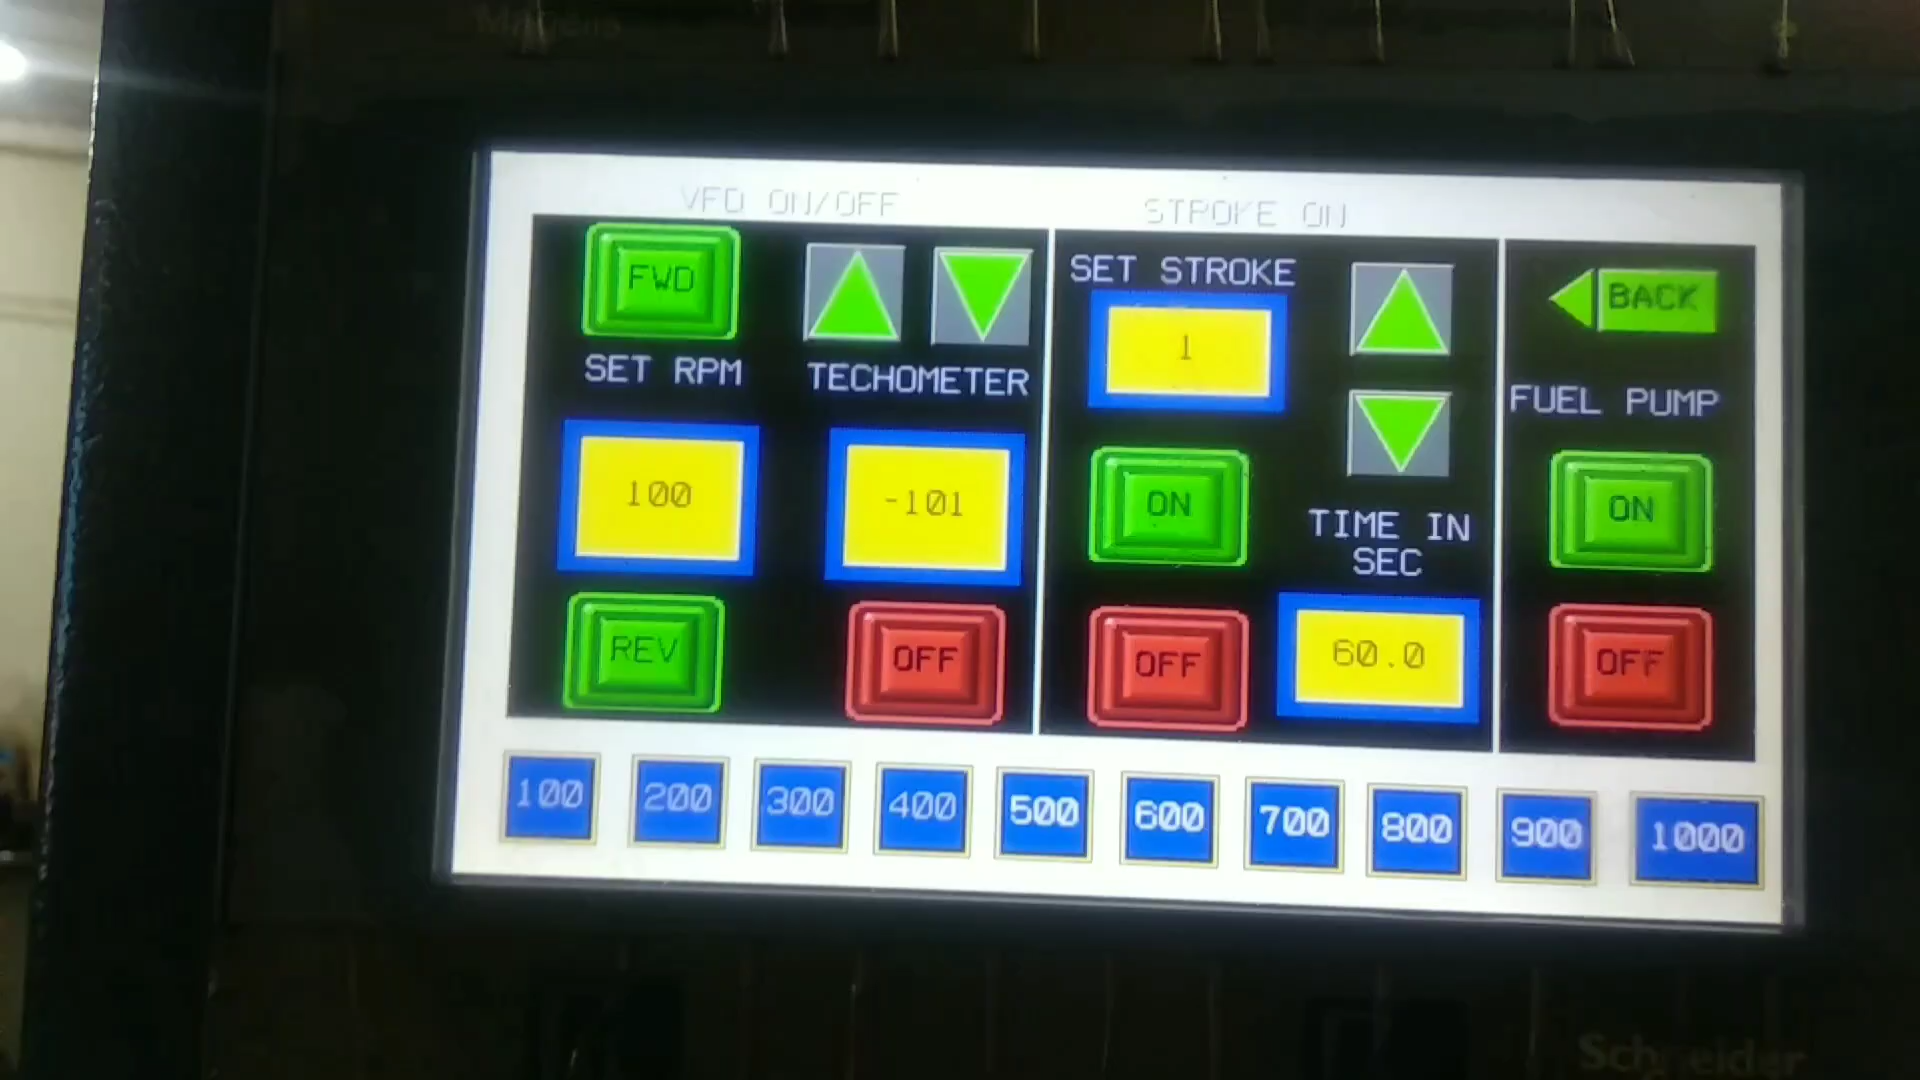 Magelis
VFD ON/OFF
STROKE ON
FWD
SET RPM
TECHOMETER
100
-101
REV
OFF
SET STROKE
1
ON
TIME IN
SEC
OFF
60.0
BACK
FUEL PUMP
ON
OFF
100
200
300
400
500
600
700
800
900
1000
Schneider